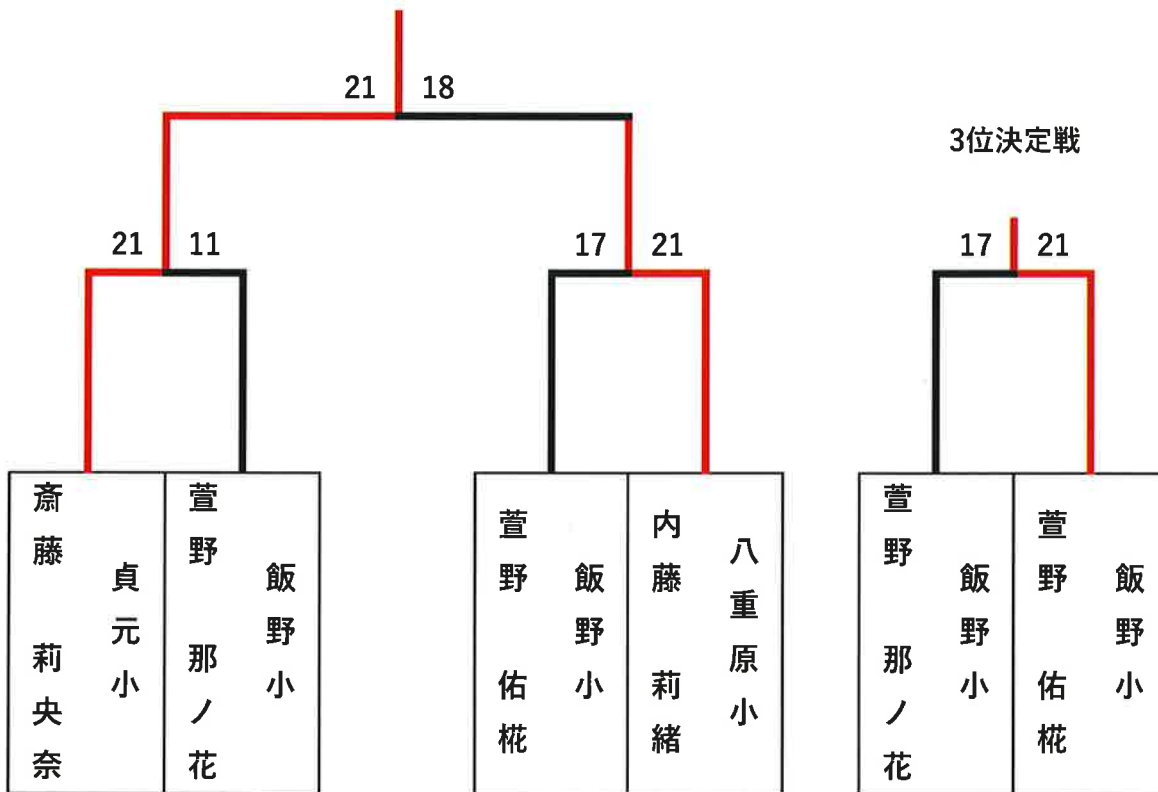 21 18
3位決定戦
21 11
17 21
17 21
斎藤 莉央奈
貞元小
萱野 那ノ花
飯野小
萱野 佑椛
飯野小
内藤 莉緒
八重原小
萱野 那ノ花
飯野小
萱野 佑椛
飯野小